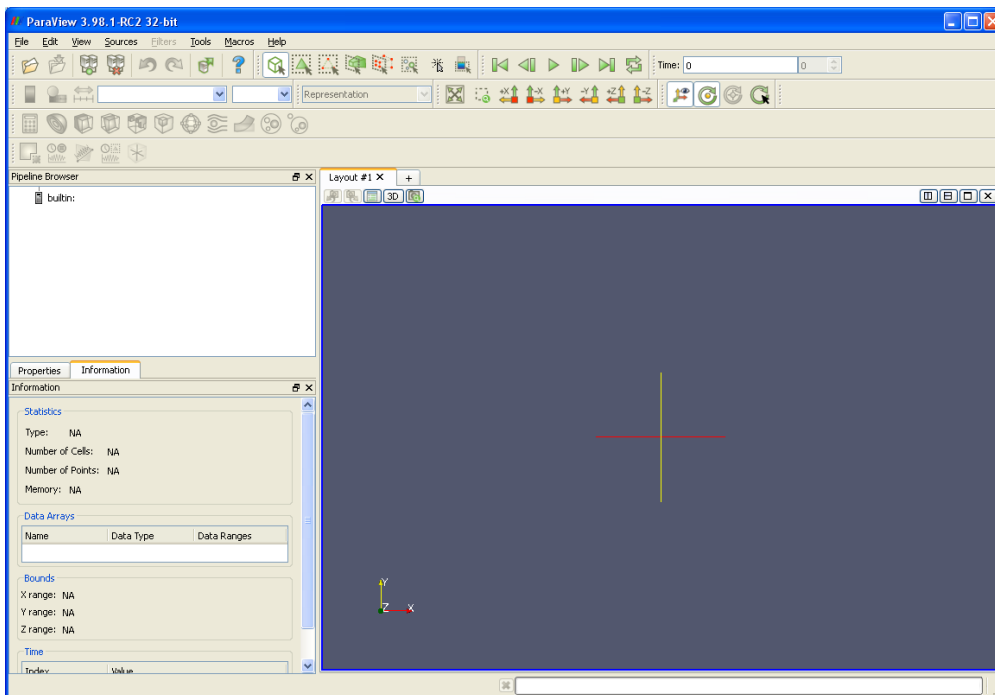 ParaView 3.98.1-RC2 32-bit
File Edit View Sources Filters Tools Macros Help
Time: 0 0
Representation +X -X +Y -Y +Z -Z
Pipeline Browser
Layout #1
builtin:
3D
Properties Information
Information
Statistics
Type: NA
Number of Cells: NA
Number of Points: NA
Memory: NA
Data Arrays
Name Data Type Data Ranges
Bounds
X range: NA
Y range: NA
Z range: NA
Time
Index Value
Y
Z X